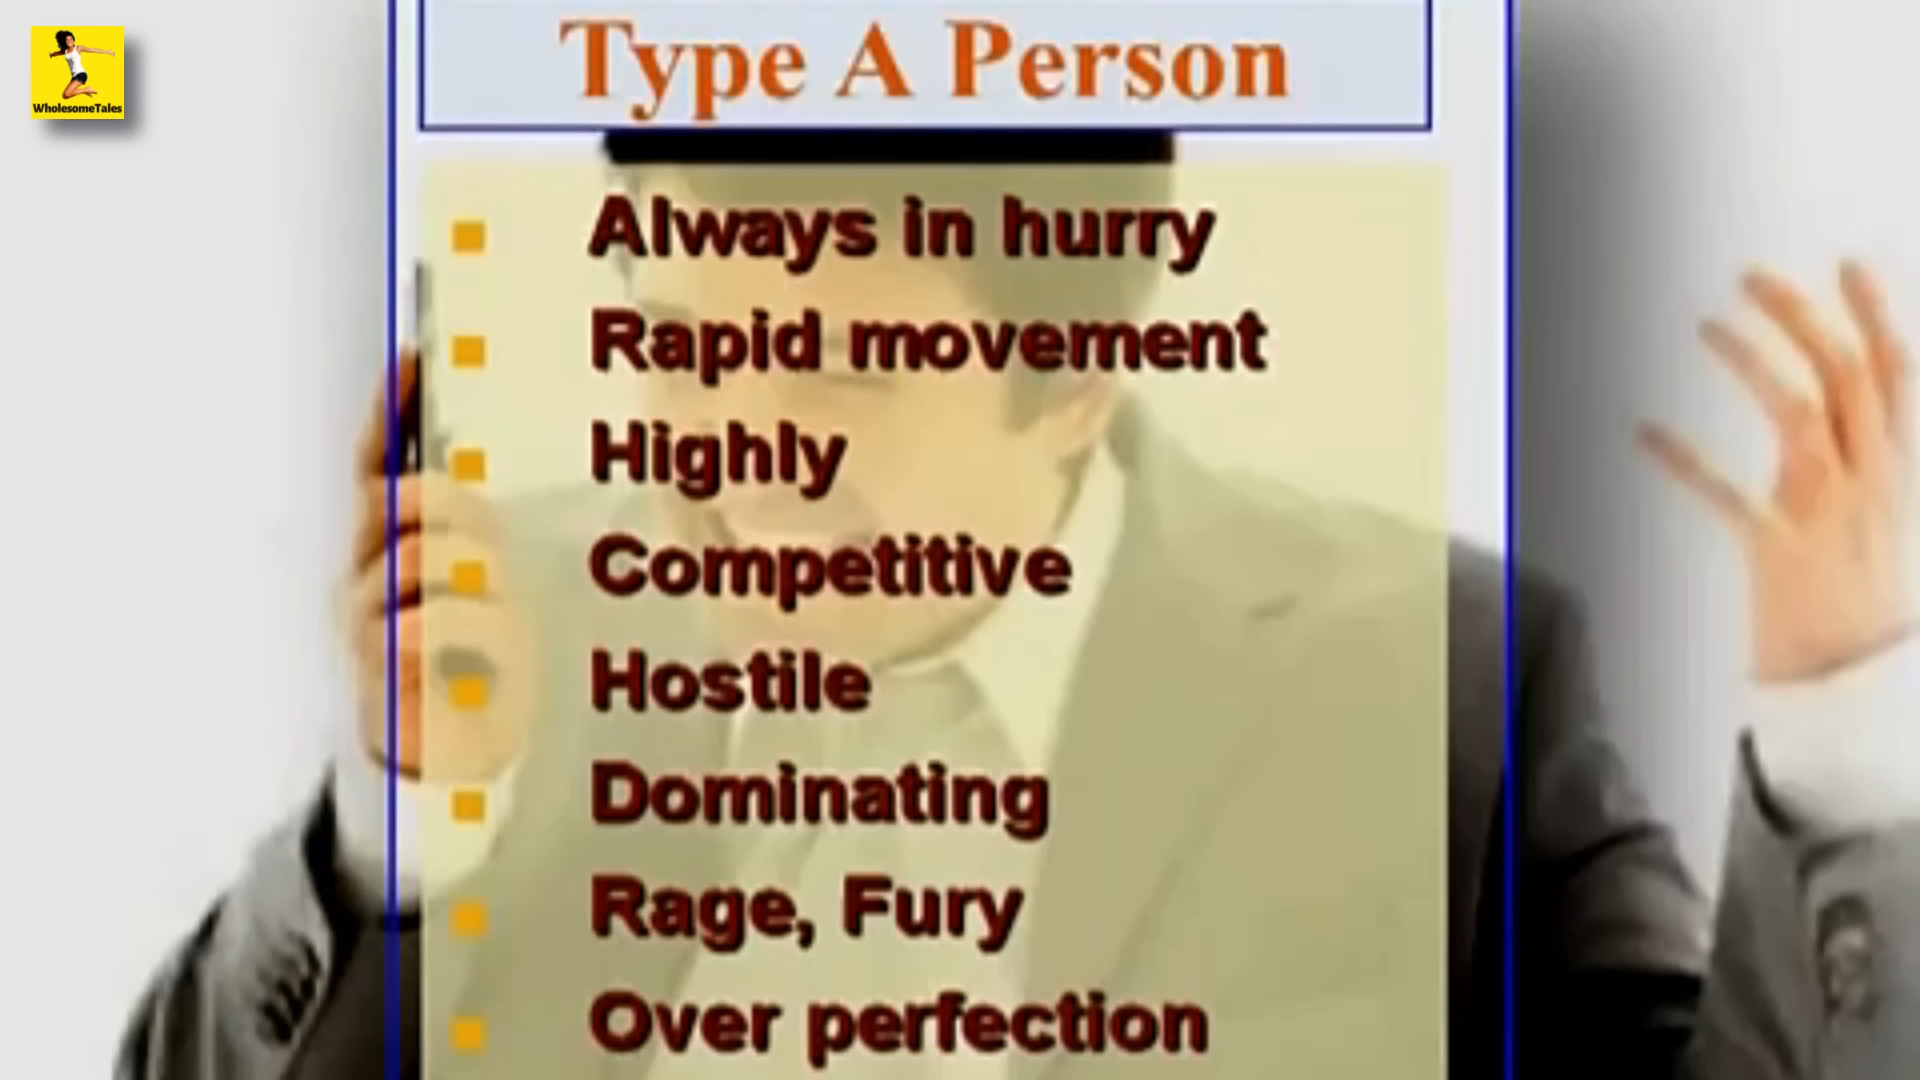 WholesomeTales
Type A Person
Always in hurry
Rapid movement
Highly
Competitive
Hostile
Dominating
Rage, Fury
Over perfection